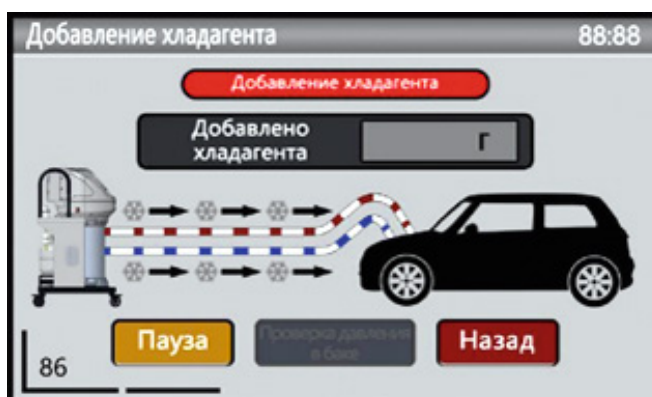 Добавление хладагента 88:88
Добавление хладагента
Добавлено
хладагента
г
Пауза
Проверка давления
в баке
Назад
86